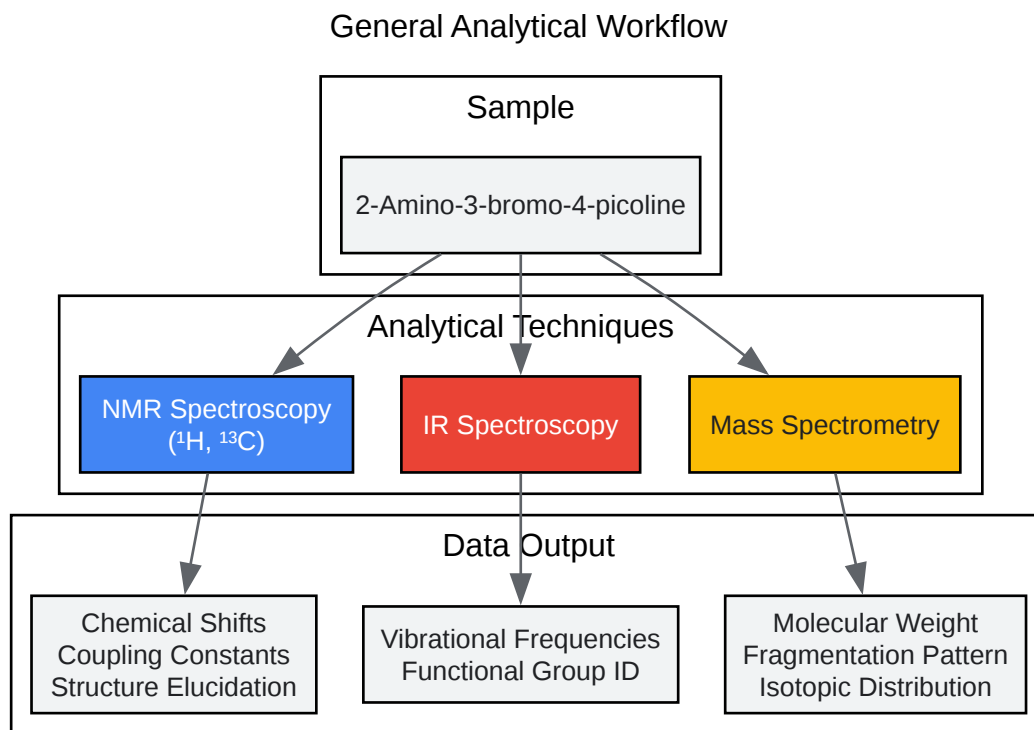 General Analytical Workflow
Sample
2-Amino-3-bromo-4-picoline
Analytical Techniques
NMR Spectroscopy
(¹H, ¹³C)
IR Spectroscopy
Mass Spectrometry
Data Output
Chemical Shifts
Coupling Constants
Structure Elucidation
Vibrational Frequencies
Functional Group ID
Molecular Weight
Fragmentation Pattern
Isotopic Distribution